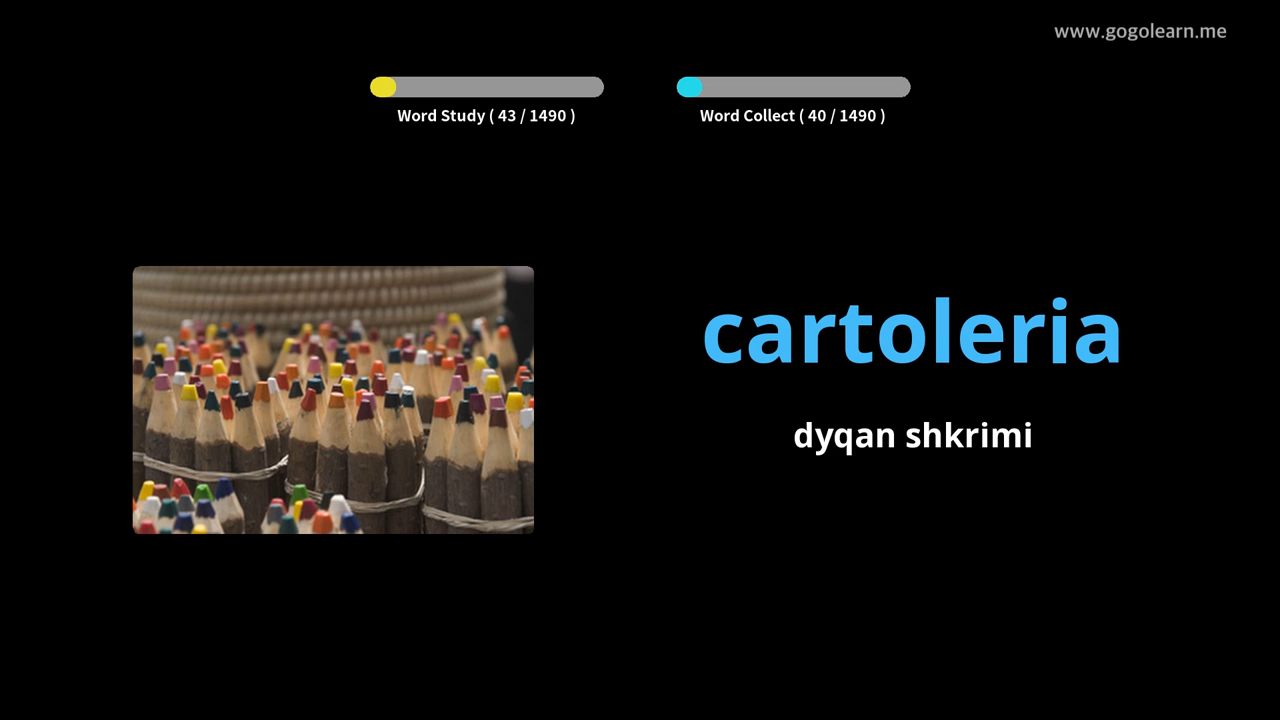 www.gogolearn.me
Word Study ( 43 / 1490 )
Word Collect ( 40 / 1490 )
cartoleria
dyqan shkrimi